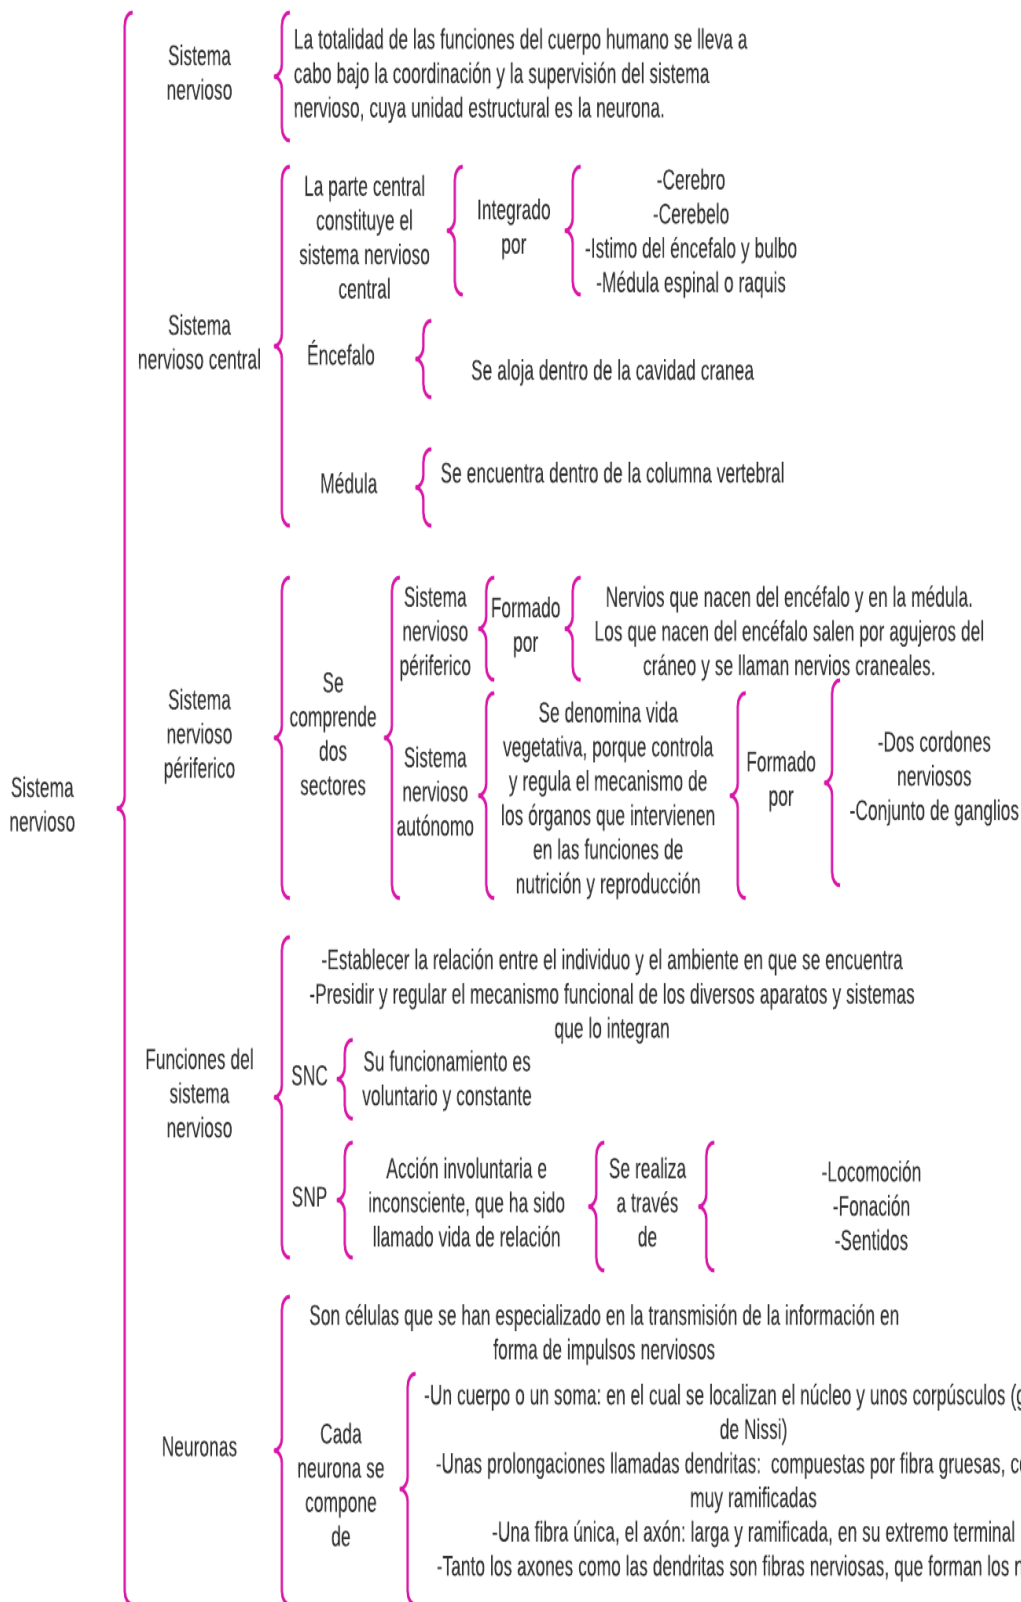 Sistema
nervioso
Sistema
nervioso
La totalidad de las funciones del cuerpo humano se lleva a
cabo bajo la coordinación y la supervisión del sistema
nervioso, cuya unidad estructural es la neurona.
Sistema
nervioso central
La parte central
constituye el
sistema nervioso
central
Integrado
por
-Cerebro
-Cerebelo
-Istimo del éncefalo y bulbo
-Médula espinal o raquis
Éncefalo
Se aloja dentro de la cavidad cranea
Médula
Se encuentra dentro de la columna vertebral
Sistema
nervioso
périferico
Se
comprende
dos
sectores
Sistema
nervioso
périferico
Formado
por
Nervios que nacen del encéfalo y en la médula.
Los que nacen del encéfalo salen por agujeros del
cráneo y se llaman nervios craneales.
Sistema
nervioso
autónomo
Se denomina vida
vegetativa, porque controla
y regula el mecanismo de
los órganos que intervienen
en las funciones de
nutrición y reproducción
Formado
por
-Dos cordones
nerviosos
-Conjunto de ganglios
Funciones del
sistema
nervioso
-Establecer la relación entre el individuo y el ambiente en que se encuentra
-Presidir y regular el mecanismo funcional de los diversos aparatos y sistemas
que lo integran
SNC
Su funcionamiento es
voluntario y constante
SNP
Acción involuntaria e
inconsciente, que ha sido
llamado vida de relación
Se realiza
a través
de
-Locomoción
-Fonación
-Sentidos
Neuronas
Son células que se han especializado en la transmisión de la información en
forma de impulsos nerviosos
Cada
neurona se
compone
de
-Un cuerpo o un soma: en el cual se localizan el núcleo y unos corpúsculos
de Nissi)
-Unas prolongaciones llamadas dendritas: compuestas por fibra gruesas,
muy ramificadas
-Una fibra única, el axón: larga y ramificada, en su extremo terminal
-Tanto los axones como las dendritas son fibras nerviosas, que forman los